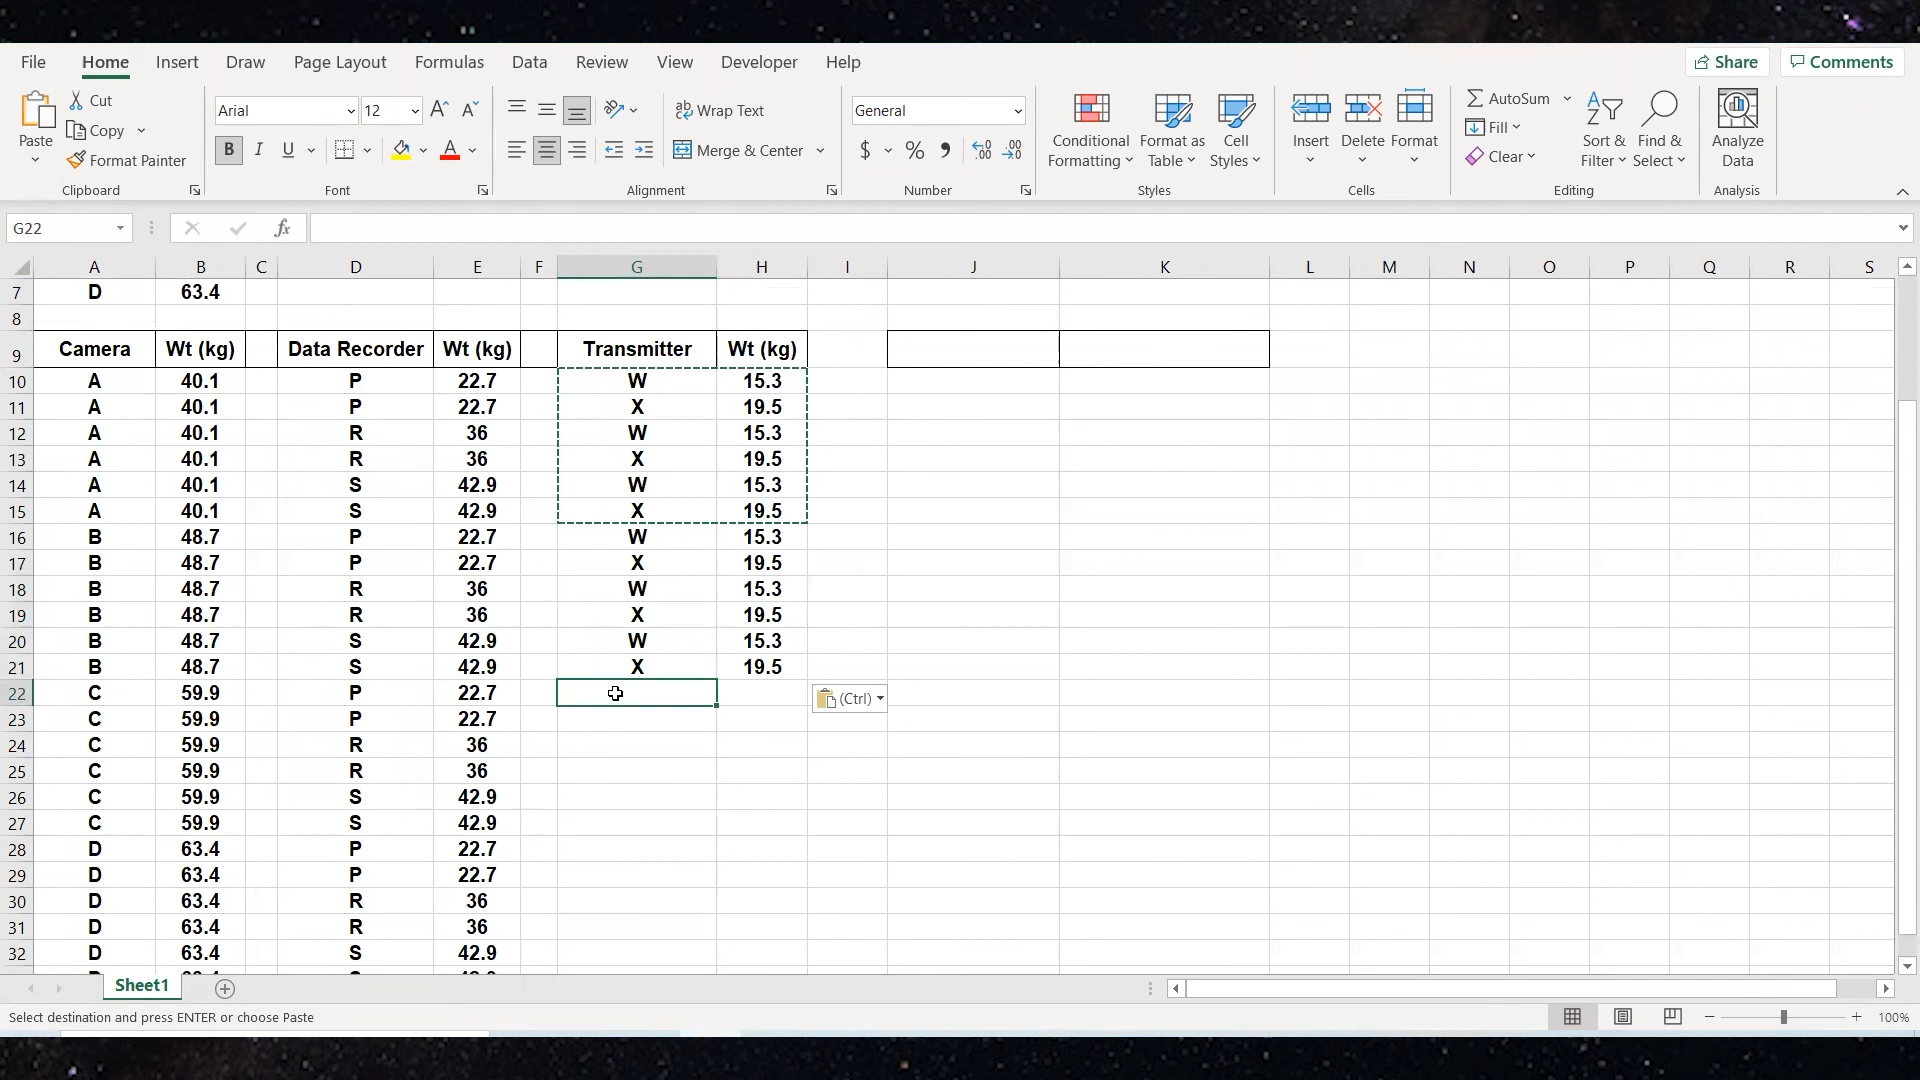 File Home Insert Draw Page Layout Formulas Data Review View Developer Help Share Comments
Paste Cut Copy Format Painter Clipboard
Arial 12 B I U A Font
Wrap Text Merge & Center Alignment
General $ % , Number
Conditional Formatting Format as Table Cell Styles Styles
Insert Delete Format Cells
AutoSum Fill Clear Sort & Filter Find & Select Editing
Analyze Data Analysis
G22 fx
A B C D E F G H I J K L M N O P Q R S
7 D 63.4
8
9 Camera Wt (kg) Data Recorder Wt (kg) Transmitter Wt (kg)
10 A 40.1 P 22.7 W 15.3
11 A 40.1 P 22.7 X 19.5
12 A 40.1 R 36 W 15.3
13 A 40.1 R 36 X 19.5
14 A 40.1 S 42.9 W 15.3
15 A 40.1 S 42.9 X 19.5
16 B 48.7 P 22.7 W 15.3
17 B 48.7 P 22.7 X 19.5
18 B 48.7 R 36 W 15.3
19 B 48.7 R 36 X 19.5
20 B 48.7 S 42.9 W 15.3
21 B 48.7 S 42.9 X 19.5
22 C 59.9 P 22.7 (Ctrl)
23 C 59.9 P 22.7
24 C 59.9 R 36
25 C 59.9 R 36
26 C 59.9 S 42.9
27 C 59.9 S 42.9
28 D 63.4 P 22.7
29 D 63.4 P 22.7
30 D 63.4 R 36
31 D 63.4 R 36
32 D 63.4 S 42.9
Sheet1
Select destination and press ENTER or choose Paste 100%